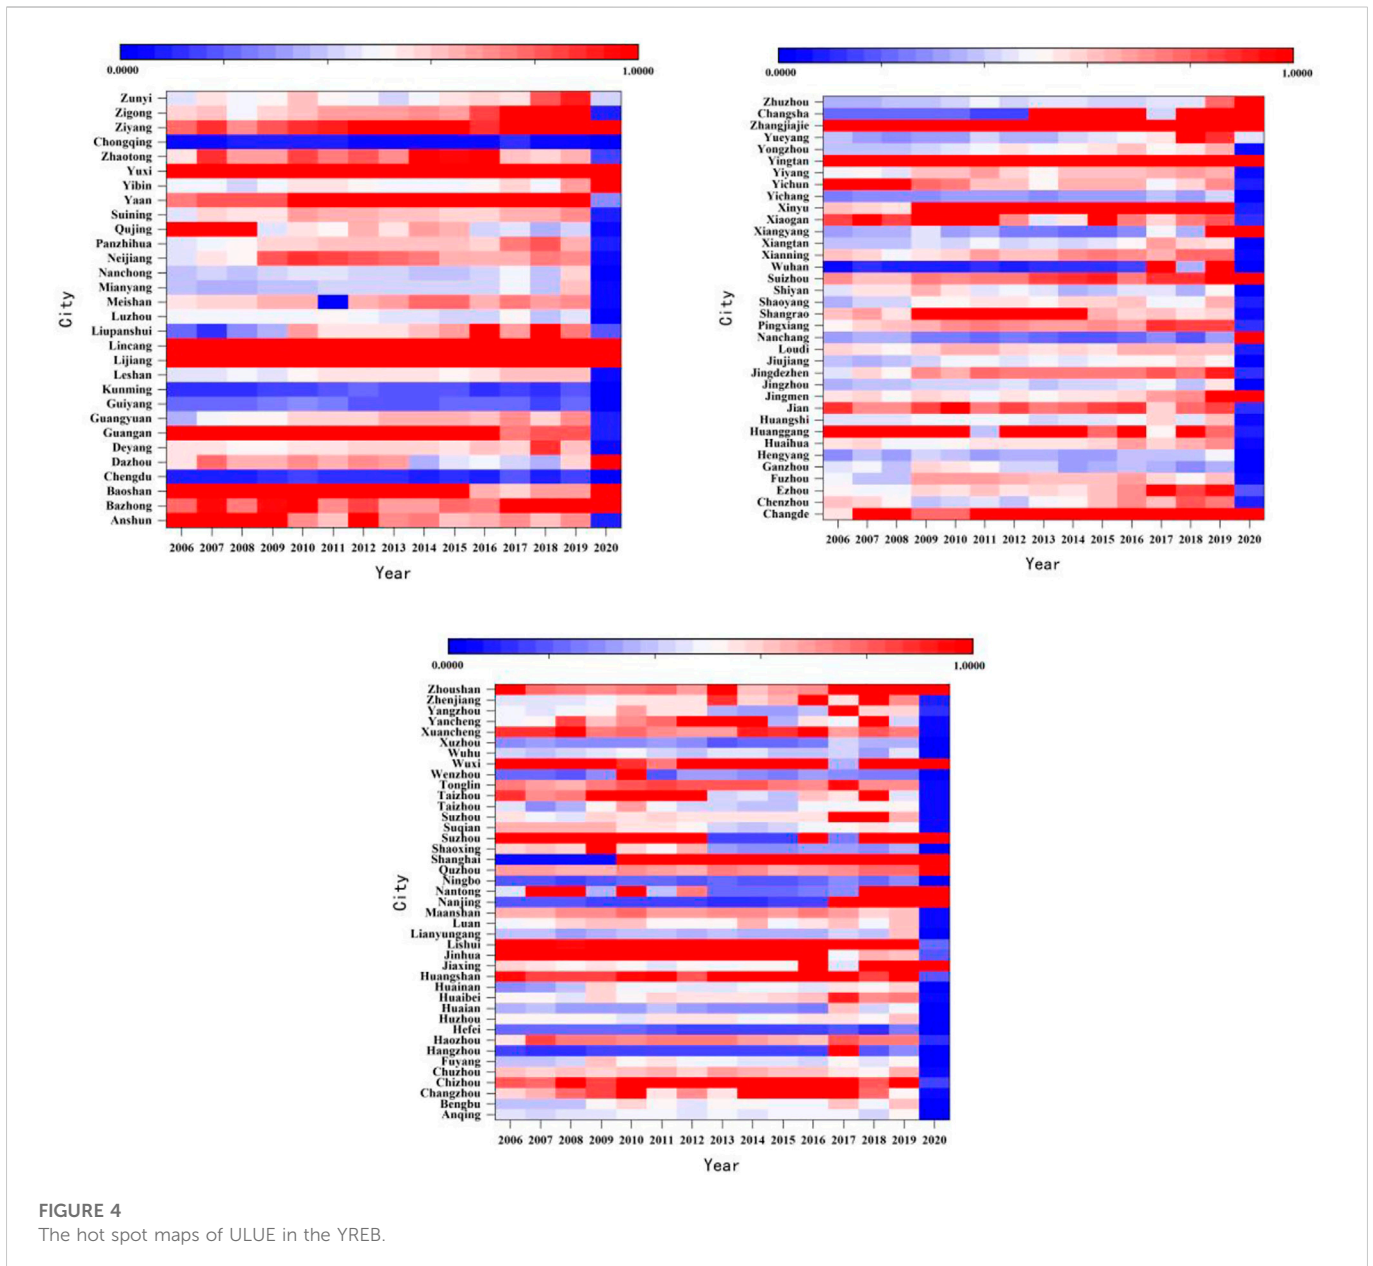 0.0000
1.0000
Zunyi
Zigong
Ziyang
Chongqing
Zhaotong
Yuxi
Yibin
Yaan
Suining
Qujing
Panzhihua
Neijiang
Nanchong
Mianyang
Meishan
Luzhou
Liupanshui
Lincang
Lijiang
Leshan
Kunming
Guiyang
Guangyuan
Guangan
Deyang
Dazhou
Chengdu
Baoshan
Bazhong
Anshun
City
2006 2007 2008 2009 2010 2011 2012 2013 2014 2015 2016 2017 2018 2019 2020
Year
0.0000
1.0000
Zhuzhou
Changsha
Zhangjiajie
Yueyang
Yongzhou
Yingtan
Yiyang
Yichun
Yichang
Xinyu
Xiaogan
Xiangyang
Xiangtan
Xianning
Wuhan
Suizhou
Shiyan
Shaoyang
Shangrao
Pingxiang
Nanchang
Loudi
Jiujiang
Jingdezhen
Jingzhou
Jingmen
Jian
Huangshi
Huanggang
Huaihua
Hengyang
Ganzhou
Fuzhou
Ezhou
Chenzhou
Changde
City
2006 2007 2008 2009 2010 2011 2012 2013 2014 2015 2016 2017 2018 2019 2020
Year
0.0000
1.0000
Zhoushan
Zhenjiang
Yangzhou
Yancheng
Xuancheng
Xuzhou
Wuhu
Wuxi
Wenzhou
Tonglin
Taizhou
Taizhou
Suzhou
Suqian
Suzhou
Shaoxing
Shanghai
Quzhou
Ningbo
Nantong
Nanjing
Maanshan
Luan
Lianyungang
Lishui
Jinhua
Jiaxing
Huangshan
Huainan
Huaibei
Huaian
Huzhou
Hefei
Haozhou
Hangzhou
Fuyang
Chuzhou
Chizhou
Changzhou
Bengbu
Anqing
City
2006 2007 2008 2009 2010 2011 2012 2013 2014 2015 2016 2017 2018 2019 2020
Year
FIGURE 4
The hot spot maps of ULUE in the YREB.